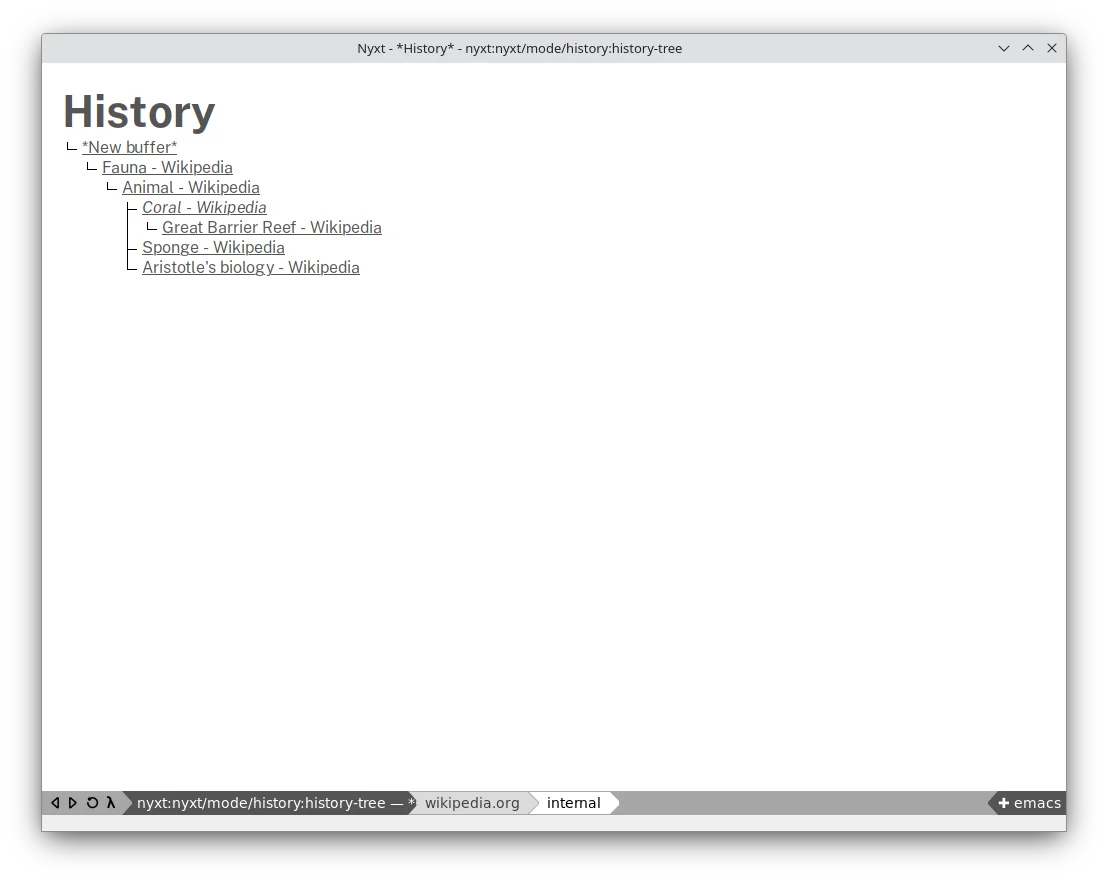 Nyxt - *History* - nyxt:nyxt/mode/history:history-tree
History
*New buffer*
Fauna - Wikipedia
Animal - Wikipedia
Coral - Wikipedia
Great Barrier Reef - Wikipedia
Sponge - Wikipedia
Aristotle's biology - Wikipedia
λ nyxt:nyxt/mode/history:history-tree — * wikipedia.org internal ✚ emacs